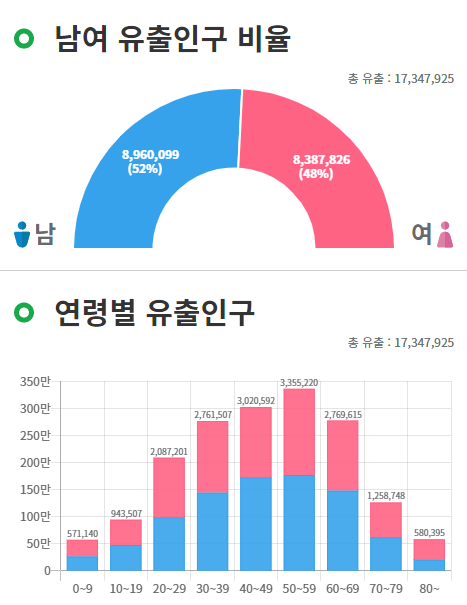 남여 유출인구 비율
총 유출 : 17,347,925
8,960,099
(52%)
8,387,826
(48%)
남
여
연령별 유출인구
총 유출 : 17,347,925
350만
300만
250만
200만
150만
100만
50만
0
571,140
943,507
2,087,201
2,761,507
3,020,592
3,355,220
2,769,615
1,258,748
580,395
0~9 10~19 20~29 30~39 40~49 50~59 60~69 70~79 80~